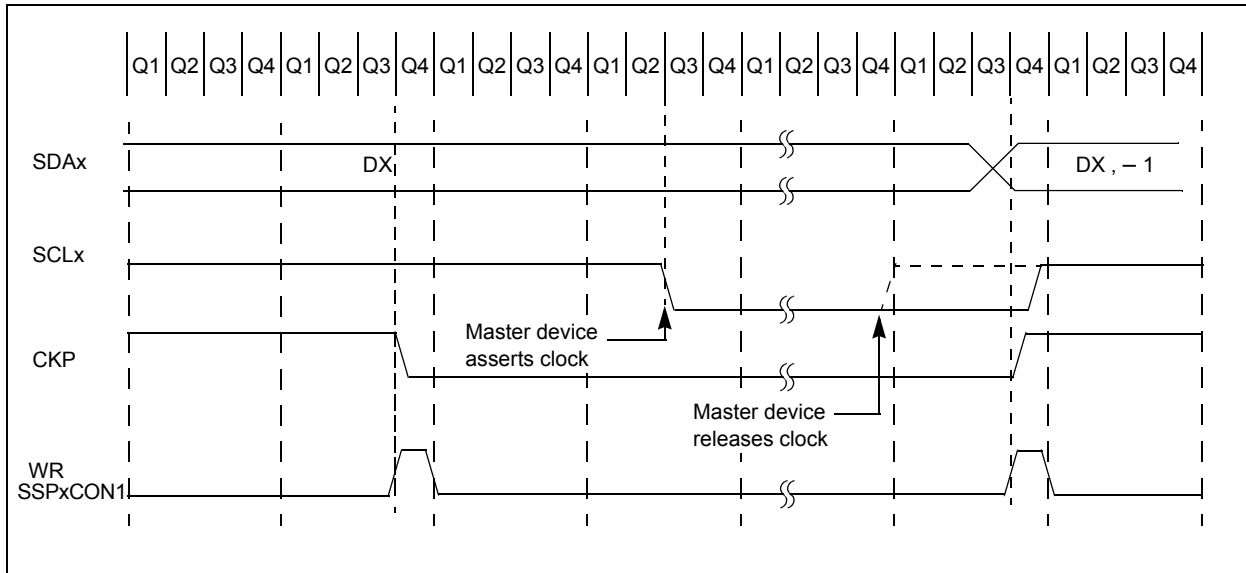 Q1 Q2 Q3 Q4 Q1 Q2 Q3 Q4 Q1 Q2 Q3 Q4 Q1 Q2 Q3 Q4 Q1 Q2 Q3 Q4 Q1 Q2 Q3 Q4 Q1 Q2 Q3 Q4
SDAx
DX
DX , – 1
SCLx
Master device
asserts clock
CKP
Master device
releases clock
WR
SSPxCON1